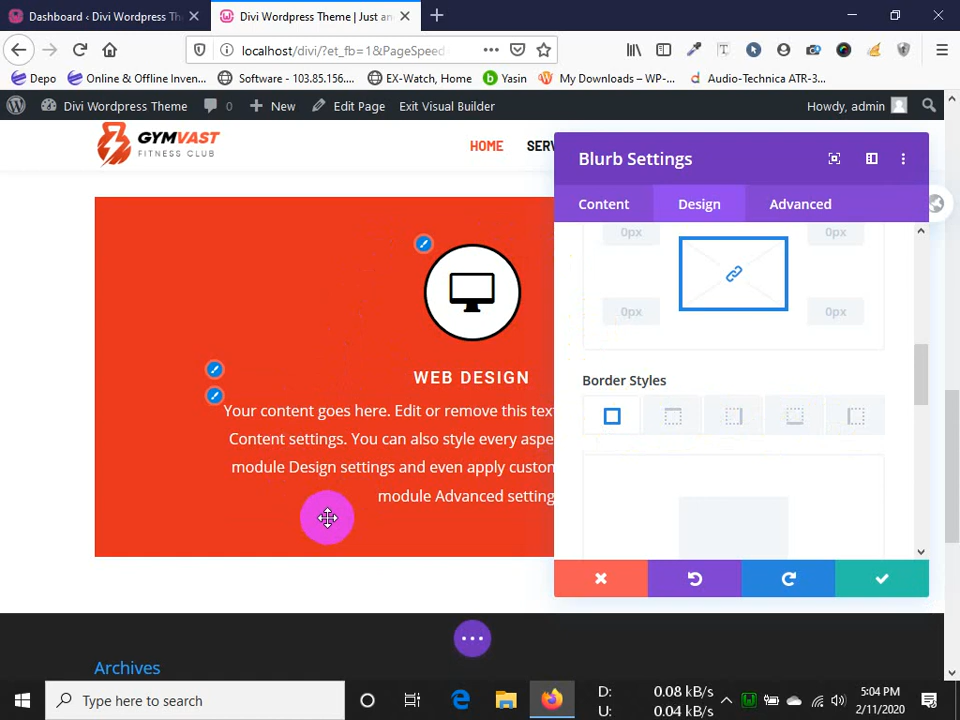 Dashboard ‹ Divi Wordpress Th
Divi Wordpress Theme | Just an
localhost/divi/?et_fb=1&PageSpeed
Depo
Online & Offline Inven...
Software - 103.85.156....
EX-Watch, Home
Yasin
My Downloads – WP-...
Audio-Technica ATR-3...
Divi Wordpress Theme
0
New
Edit Page
Exit Visual Builder
Howdy, admin
GYMVAST
FITNESS CLUB
HOME
SERV
Blurb Settings
Content
Design
Advanced
0px
0px
0px
0px
Border Styles
WEB DESIGN
Your content goes here. Edit or remove this text
Content settings. You can also style every aspe
module Design settings and even apply custom
module Advanced setting
Archives
Type here to search
D: 0.08 kB/s
U: 0.04 kB/s
5:04 PM
2/11/2020